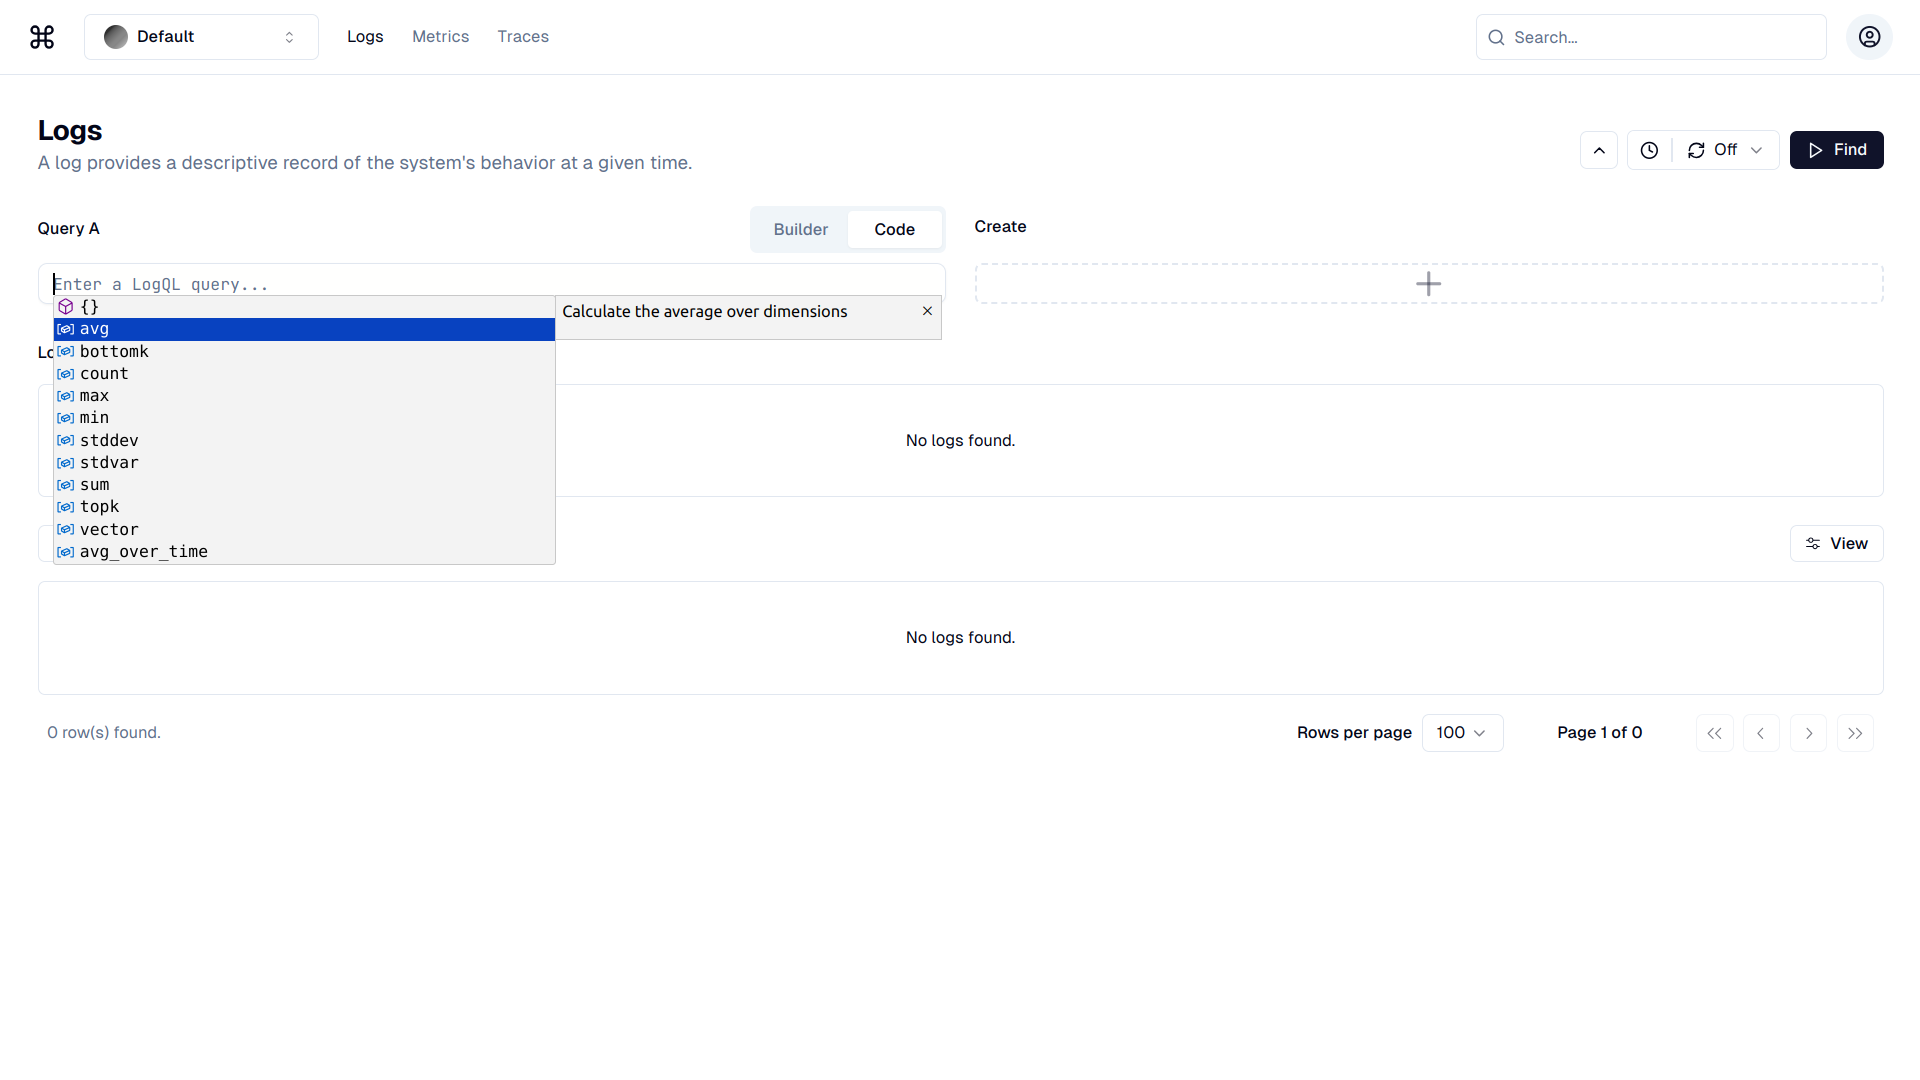 Default
Logs
Metrics
Traces
Search...
Logs
A log provides a descriptive record of the system's behavior at a given time.
Off
Find
Query A
Builder
Code
Create
Enter a LogQL query...
{}
avg
Calculate the average over dimensions
bottomk
count
max
min
stddev
stdvar
sum
topk
vector
avg_over_time
No logs found.
View
No logs found.
0 row(s) found.
Rows per page
100
Page 1 of 0